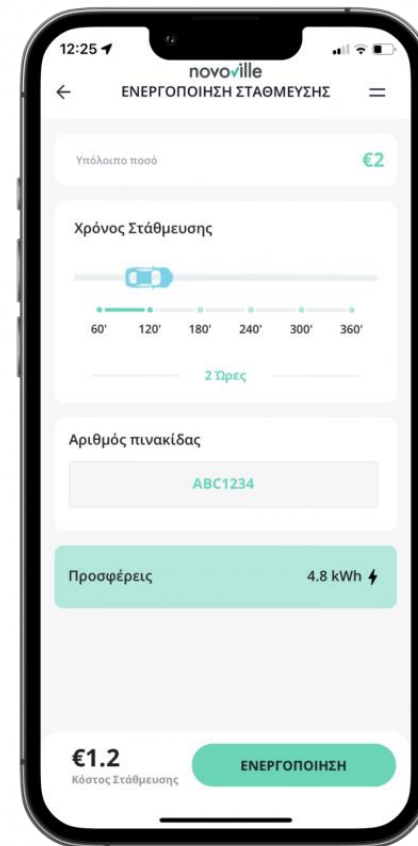 12:25
novoville
ΕΝΕΡΓΟΠΟΙΗΣΗ ΣΤΑΘΜΕΥΣΗΣ
Υπόλοιπο ποσό €2
Χρόνος Στάθμευσης
60' 120' 180' 240' 300' 360'
2 Ώρες
Αριθμός πινακίδας
ABC1234
Προσφέρεις 4.8 kWh
€1.2
Κόστος Στάθμευσης
ΕΝΕΡΓΟΠΟΙΗΣΗ